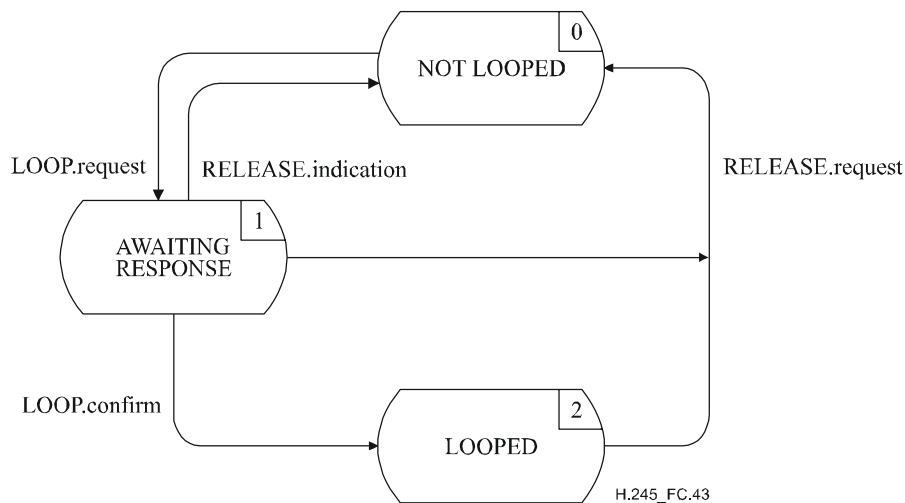 0
NOT LOOPED
LOOP.request
RELEASE.indication
RELEASE.request
1
AWAITING
RESPONSE
LOOP.confirm
2
LOOPED
H.245_FC.43